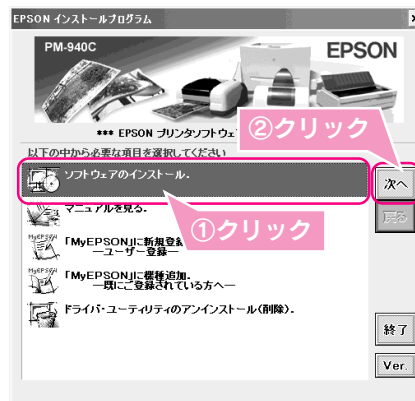 EPSON インストールプログラム
PM-940C
EPSON
*** EPSON プリンタソフトウェ
②クリック
以下の中から必要な項目を選択してください
ソフトウェアのインストール.
次へ
マニュアルを見る.
戻る
①クリック
「MyEPSON」に新規登録
―ユーザー登録―
「MyEPSON」に機種追加.
―既にご登録されている方へ―
ドライバ・ユーティリティのアンインストール(削除).
終了
Ver.